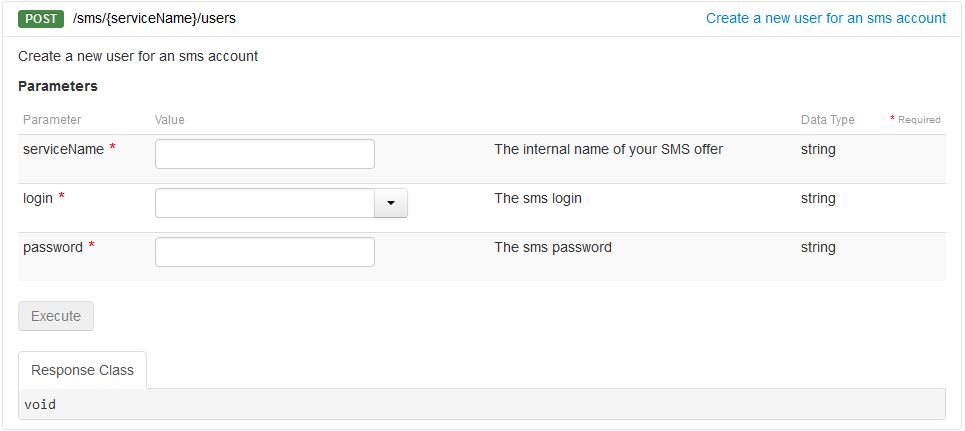 POST /sms/{serviceName}/users Create a new user for an sms account
Create a new user for an sms account
Parameters
Parameter Value Data Type * Required
serviceName * The internal name of your SMS offer string
login * The sms login string
password * The sms password string
Execute
Response Class
void